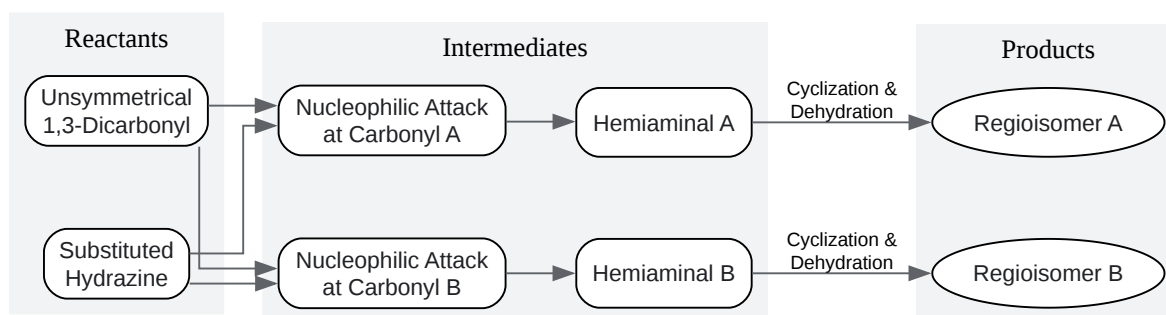 Reactants
Intermediates
Products
Unsymmetrical
1,3-Dicarbonyl
Nucleophilic Attack
at Carbonyl A
Hemiaminal A
Cyclization &
Dehydration
Regioisomer A
Substituted
Hydrazine
Nucleophilic Attack
at Carbonyl B
Hemiaminal B
Cyclization &
Dehydration
Regioisomer B